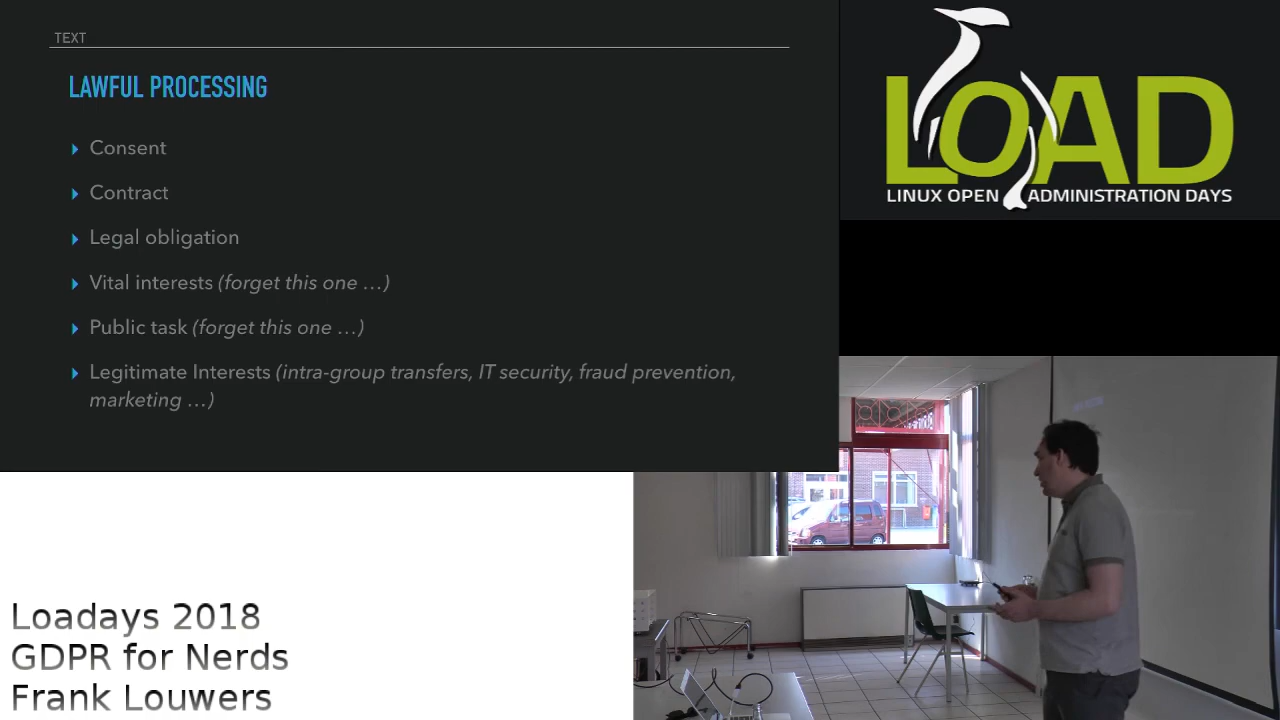 TEXT
LAWFUL PROCESSING
Consent
Contract
Legal obligation
Vital interests (forget this one …)
Public task (forget this one …)
Legitimate Interests (intra-group transfers, IT security, fraud prevention,
marketing …)
LOAD
LINUX OPEN ADMINISTRATION DAYS
Loadays 2018
GDPR for Nerds
Frank Louwers